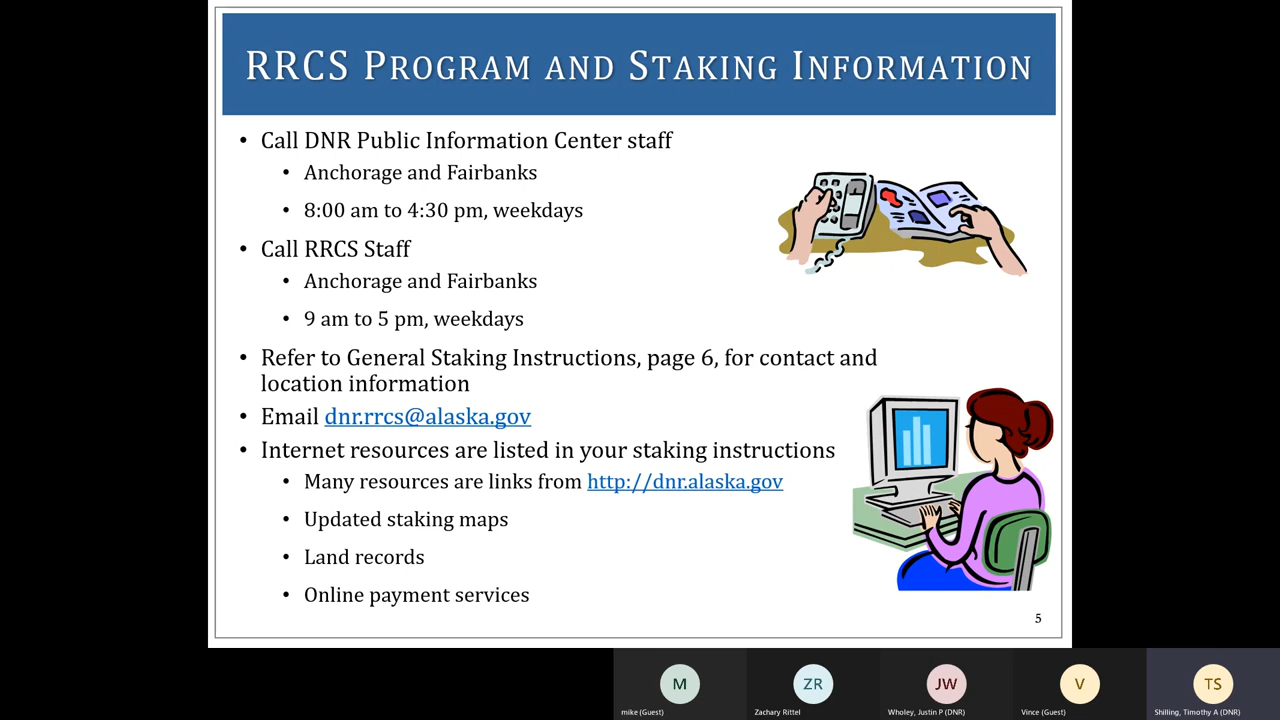 RRCS PROGRAM AND STAKING INFORMATION
• Call DNR Public Information Center staff
• Anchorage and Fairbanks
• 8:00 am to 4:30 pm, weekdays
• Call RRCS Staff
• Anchorage and Fairbanks
• 9 am to 5 pm, weekdays
• Refer to General Staking Instructions, page 6, for contact and
location information
• Email dnr.rrcs@alaska.gov
• Internet resources are listed in your staking instructions
• Many resources are links from http://dnr.alaska.gov
• Updated staking maps
• Land records
• Online payment services
5
M
ZR
JW
V
TS
mike (Guest)
Zachary Rittel
Wholey, Justin P (DNR)
Vince (Guest)
Shilling, Timothy A (DNR)